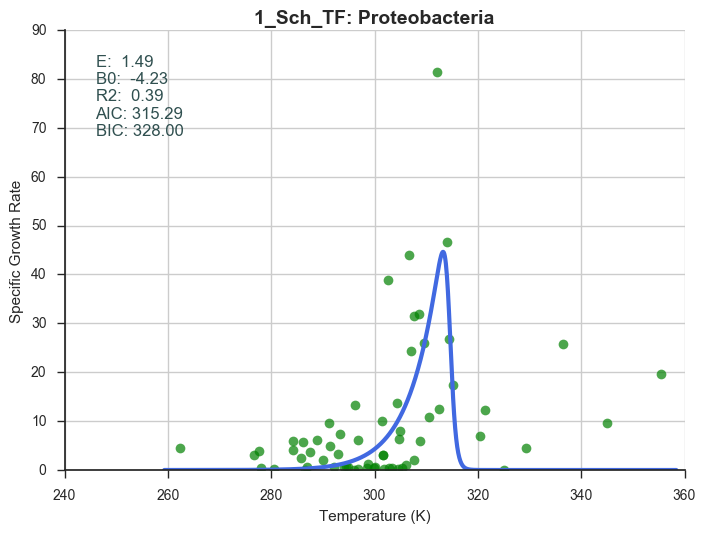 1_Sch_TF: Proteobacteria
90
80
70
60
50
40
30
20
10
0
E: 1.49
B0: -4.23
R2: 0.39
AIC: 315.29
BIC: 328.00
Specific Growth Rate
240
260
280
300
320
340
360
Temperature (K)